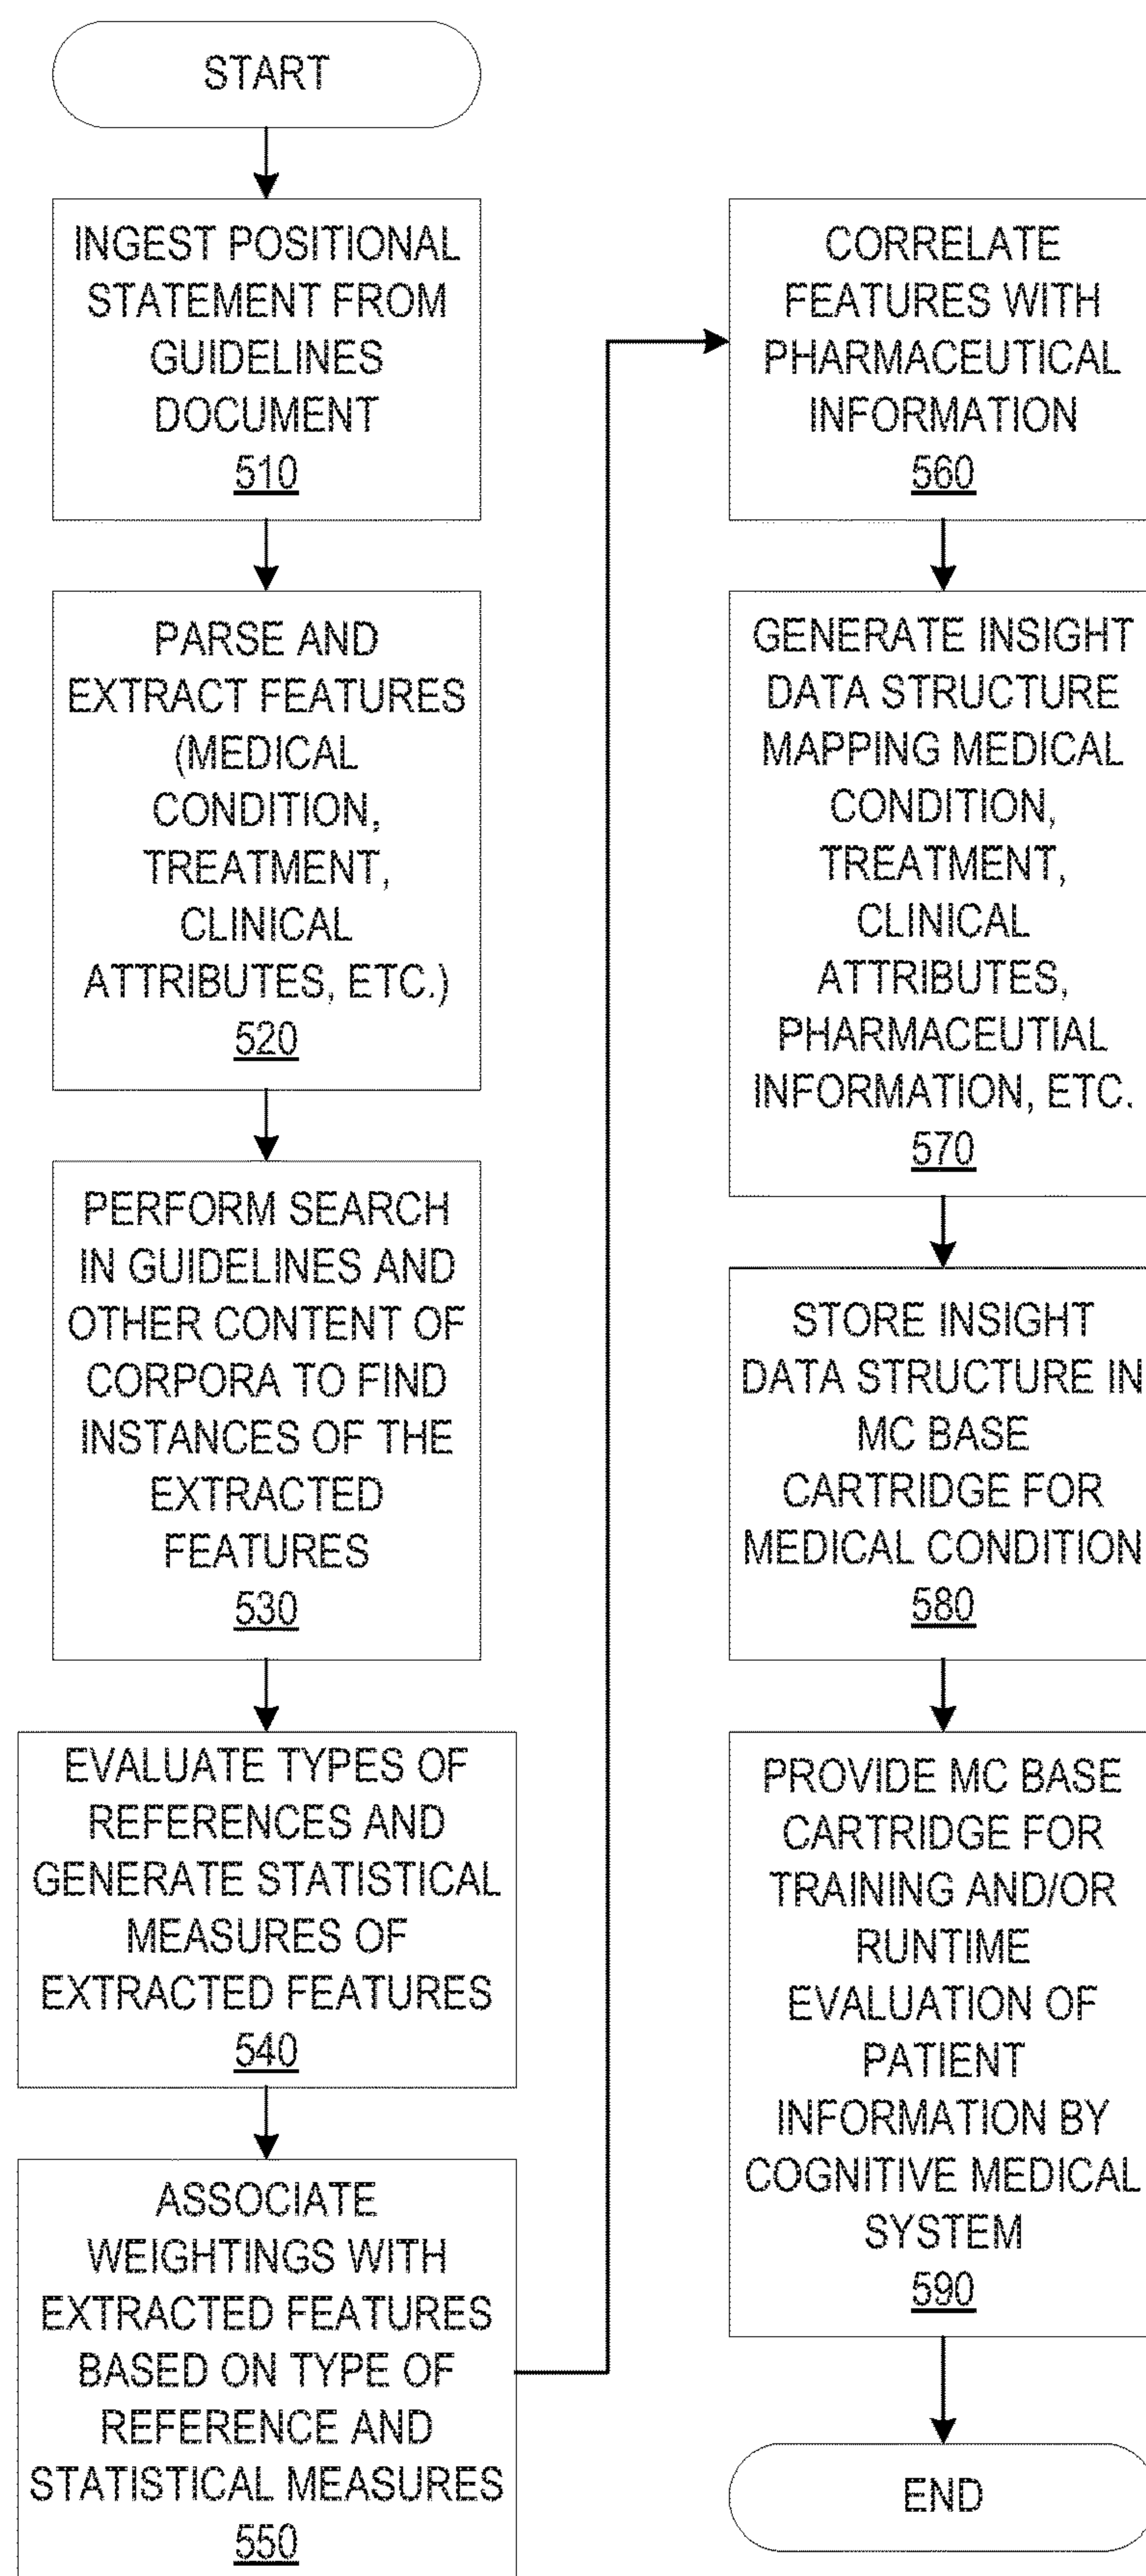 START
INGEST POSITIONAL
STATEMENT FROM
GUIDELINES
DOCUMENT
510
PARSE AND
EXTRACT FEATURES
(MEDICAL
CONDITION,
TREATMENT,
CLINICAL
ATTRIBUTES, ETC.)
520
PERFORM SEARCH
IN GUIDELINES AND
OTHER CONTENT OF
CORPORA TO FIND
INSTANCES OF THE
EXTRACTED
FEATURES
530
EVALUATE TYPES OF
REFERENCES AND
GENERATE STATISTICAL
MEASURES OF
EXTRACTED FEATURES
540
ASSOCIATE
WEIGHTINGS WITH
EXTRACTED FEATURES
BASED ON TYPE OF
REFERENCE AND
STATISTICAL MEASURES
550
CORRELATE
FEATURES WITH
PHARMACEUTICAL
INFORMATION
560
GENERATE INSIGHT
DATA STRUCTURE
MAPPING MEDICAL
CONDITION,
TREATMENT,
CLINICAL
ATTRIBUTES,
PHARMACEUTIAL
INFORMATION, ETC.
570
STORE INSIGHT
DATA STRUCTURE IN
MC BASE
CARTRIDGE FOR
MEDICAL CONDITION
580
PROVIDE MC BASE
CARTRIDGE FOR
TRAINING AND/OR
RUNTIME
EVALUATION OF
PATIENT
INFORMATION BY
COGNITIVE MEDICAL
SYSTEM
590
END